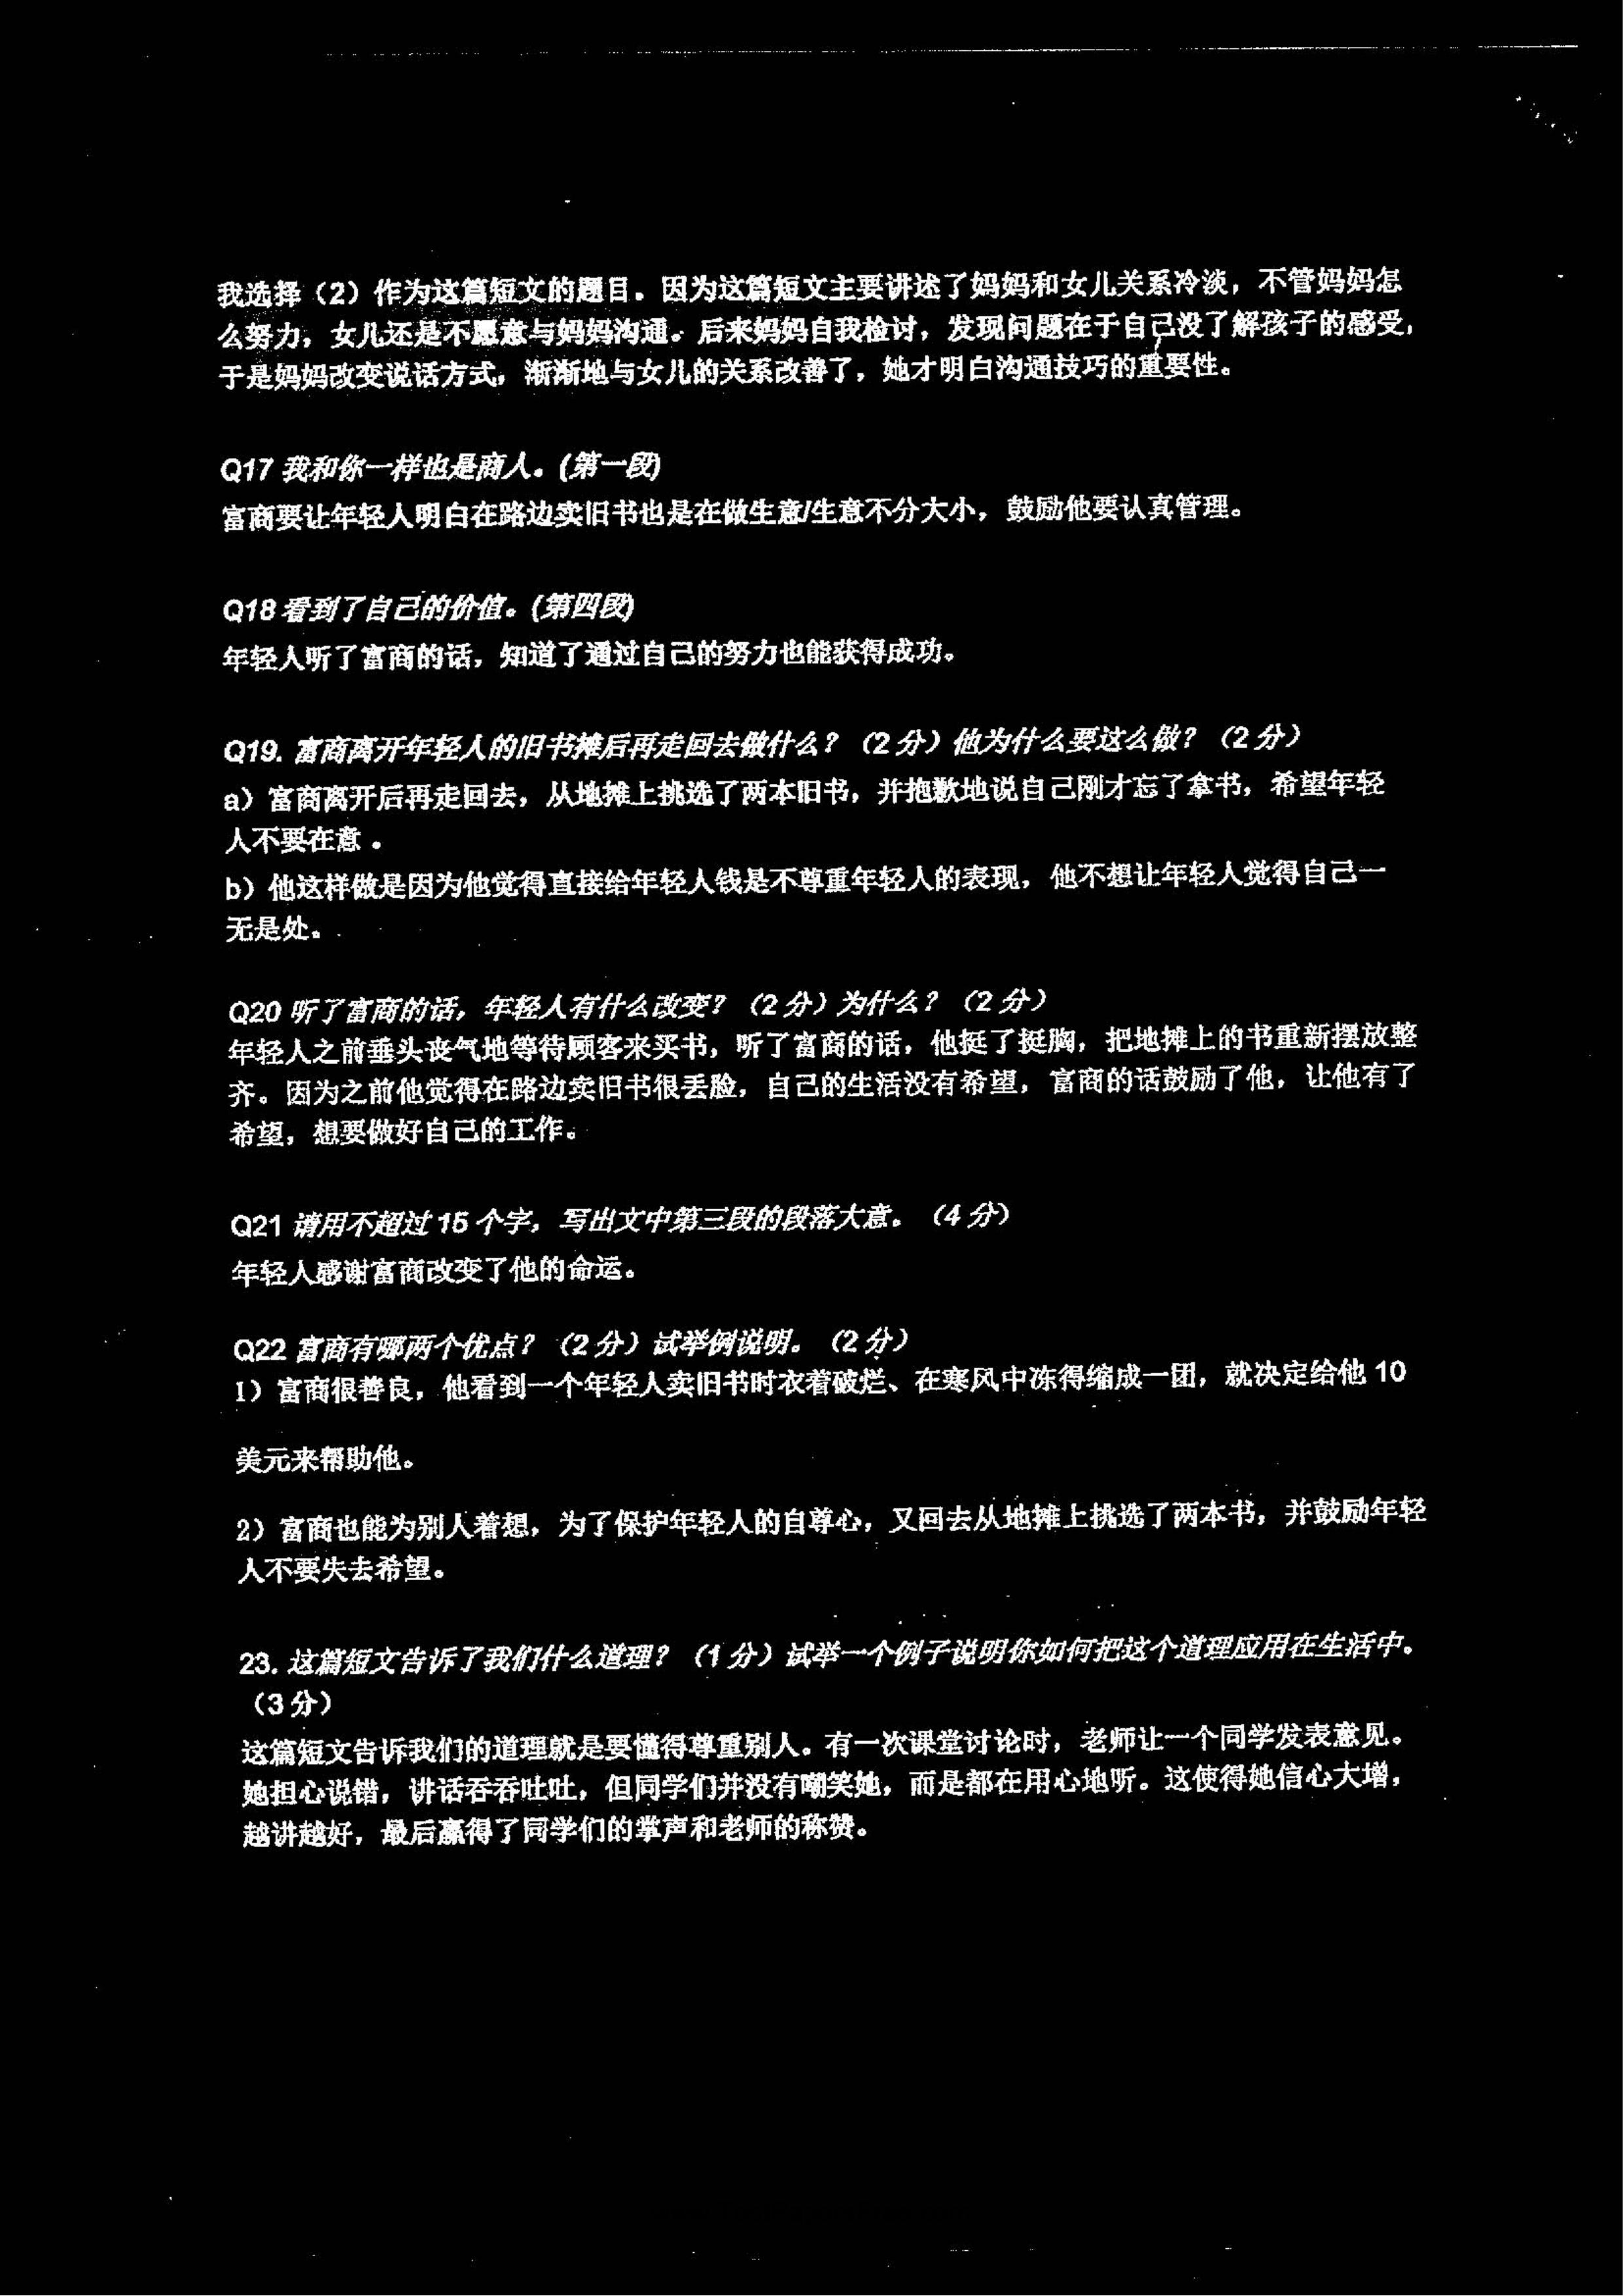 我选择（2）作为这篇短文的题目。因为这篇短文主要讲述了妈妈和女儿关系冷淡，不管妈妈怎
么努力，女儿还是不愿意与妈妈沟通。后来妈妈自我检讨，发现问题在于自己没了解孩子的感受，
于是妈妈改变说话方式，渐渐地与女儿的关系改善了，她才明白沟通技巧的重要性。
Q17 我和你一样也是商人。(第一段)
富商要让年轻人明白在路边卖旧书也是在做生意/生意不分大小，鼓励他要认真管理。
Q18 看到了自己的价值。(第四段)
年轻人听了富商的话，知道了通过自己的努力也能获得成功。
Q19. 富商离开年轻人的旧书摊后再走回去做什么？（2 分）他为什么要这么做？（2 分）
a）富商离开后再走回去，从地摊上挑选了两本旧书，并抱歉地说自己刚才忘了拿书，希望年轻
人不要在意 。
b）他这样做是因为他觉得直接给年轻人钱是不尊重年轻人的表现，他不想让年轻人觉得自己一
无是处。
Q20 听了富商的话，年轻人有什么改变？（2 分）为什么？（2 分）
年轻人之前垂头丧气地等待顾客来买书，听了富商的话，他挺了挺胸，把地摊上的书重新摆放整
齐。因为之前他觉得在路边卖旧书很丢脸，自己的生活没有希望，富商的话鼓励了他，让他有了
希望，想要做好自己的工作。
Q21 请用不超过 15 个字，写出文中第三段的段落大意。（4 分）
年轻人感谢富商改变了他的命运。
Q22 富商有哪两个优点？（2 分）试举例说明。（2 分）
1）富商很善良，他看到一个年轻人卖旧书时衣着破烂、在寒风中冻得缩成一团，就决定给他 10
美元来帮助他。
2）富商也能为别人着想，为了保护年轻人的自尊心，又回去从地摊上挑选了两本书，并鼓励年轻
人不要失去希望。
23. 这篇短文告诉了我们什么道理？（1 分）试举一个例子说明你如何把这个道理应用在生活中。
（3 分）
这篇短文告诉我们的道理就是要懂得尊重别人。有一次课堂讨论时，老师让一个同学发表意见。
她担心说错，讲话吞吞吐吐，但同学们并没有嘲笑她，而是都在用心地听。这使得她信心大增，
越讲越好，最后赢得了同学们的掌声和老师的称赞。